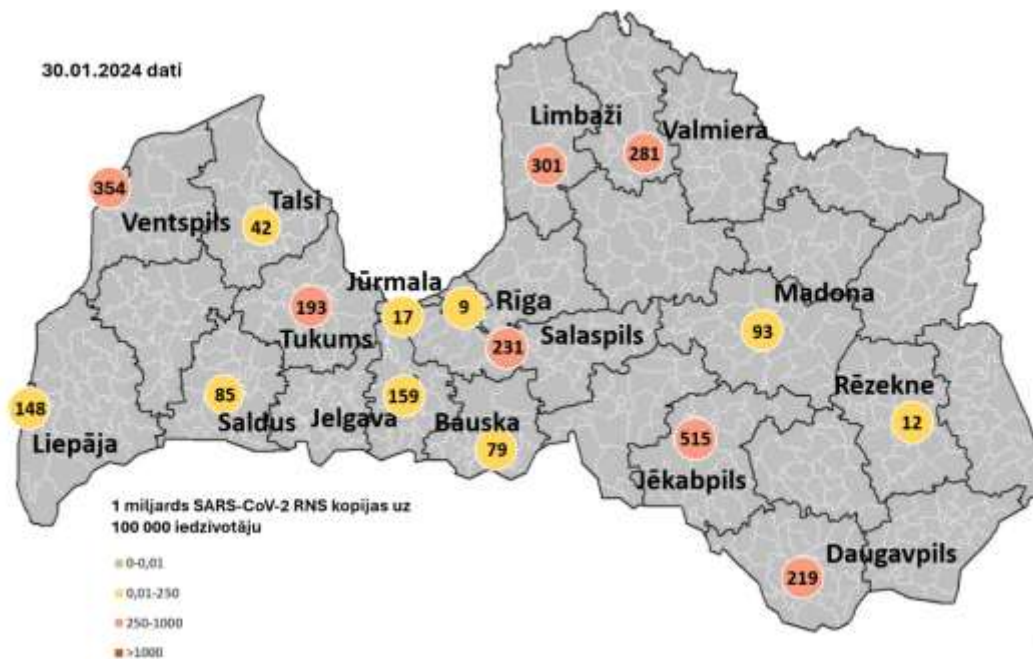 30.01.2024 dati
Limbaži
Valmiera
301
281
354
Talsi
Ventspils
42
Jūrmala
193
17
9
Rīga
Madona
Tukums
231
Salaspils
93
148
85
159
Rēzekne
Liepāja
Saldus
Jelgava
Bauska
515
12
79
Jēkabpils
1 miljards SARS-CoV-2 RNS kopijas uz
100 000 iedzivotāju
0-0,01
0,01-250
250-1000
>1000
Daugavpils
219